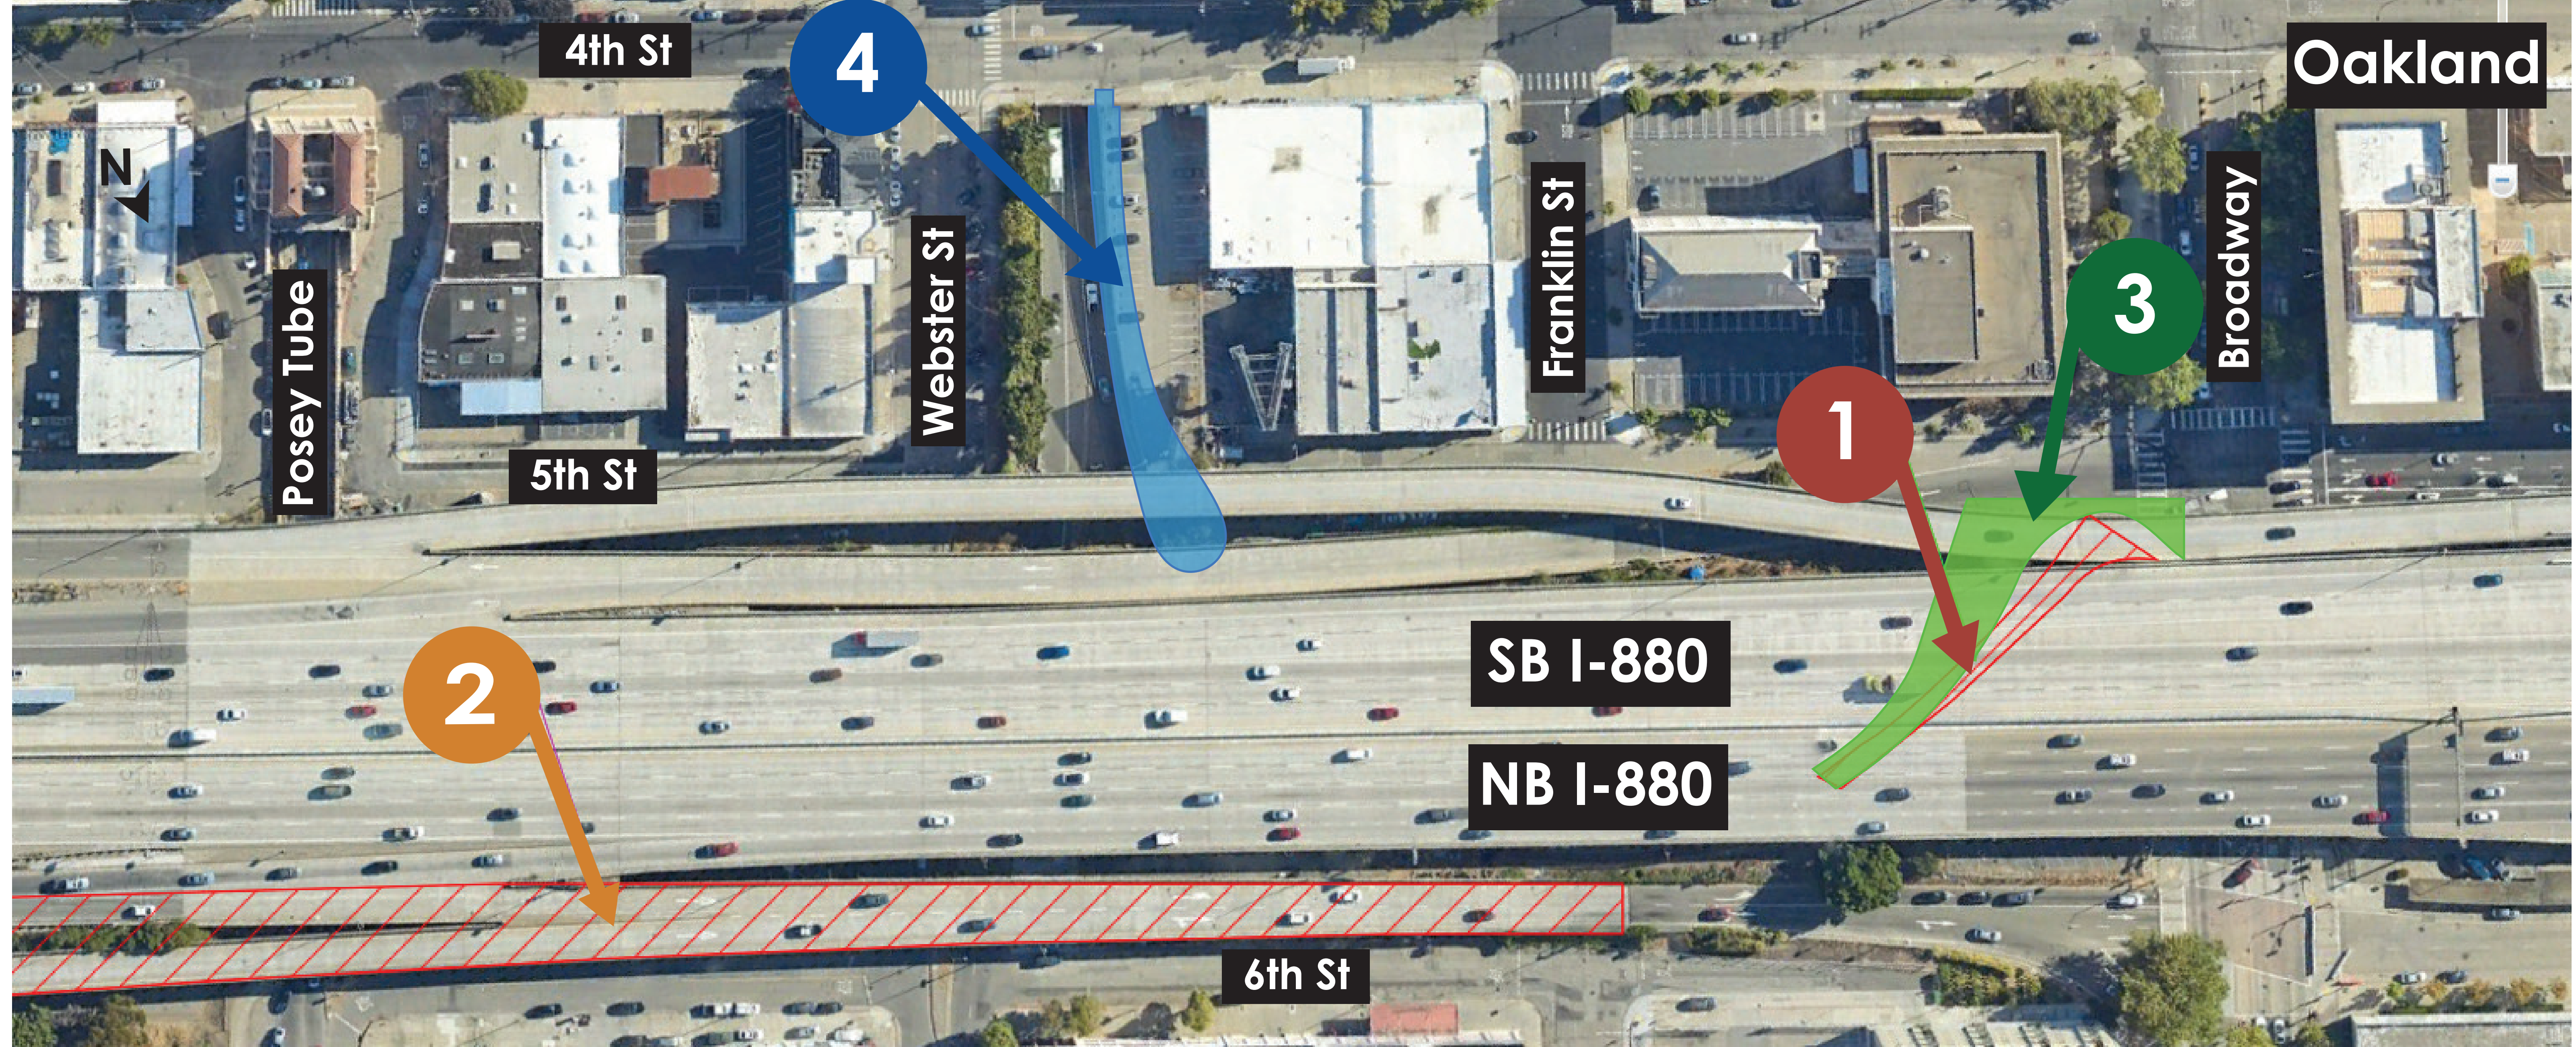 4th St
4
Oakland
N
Posey Tube
Webster St
Franklin St
Broadway
3
1
5th St
SB I-880
2
NB I-880
6th St